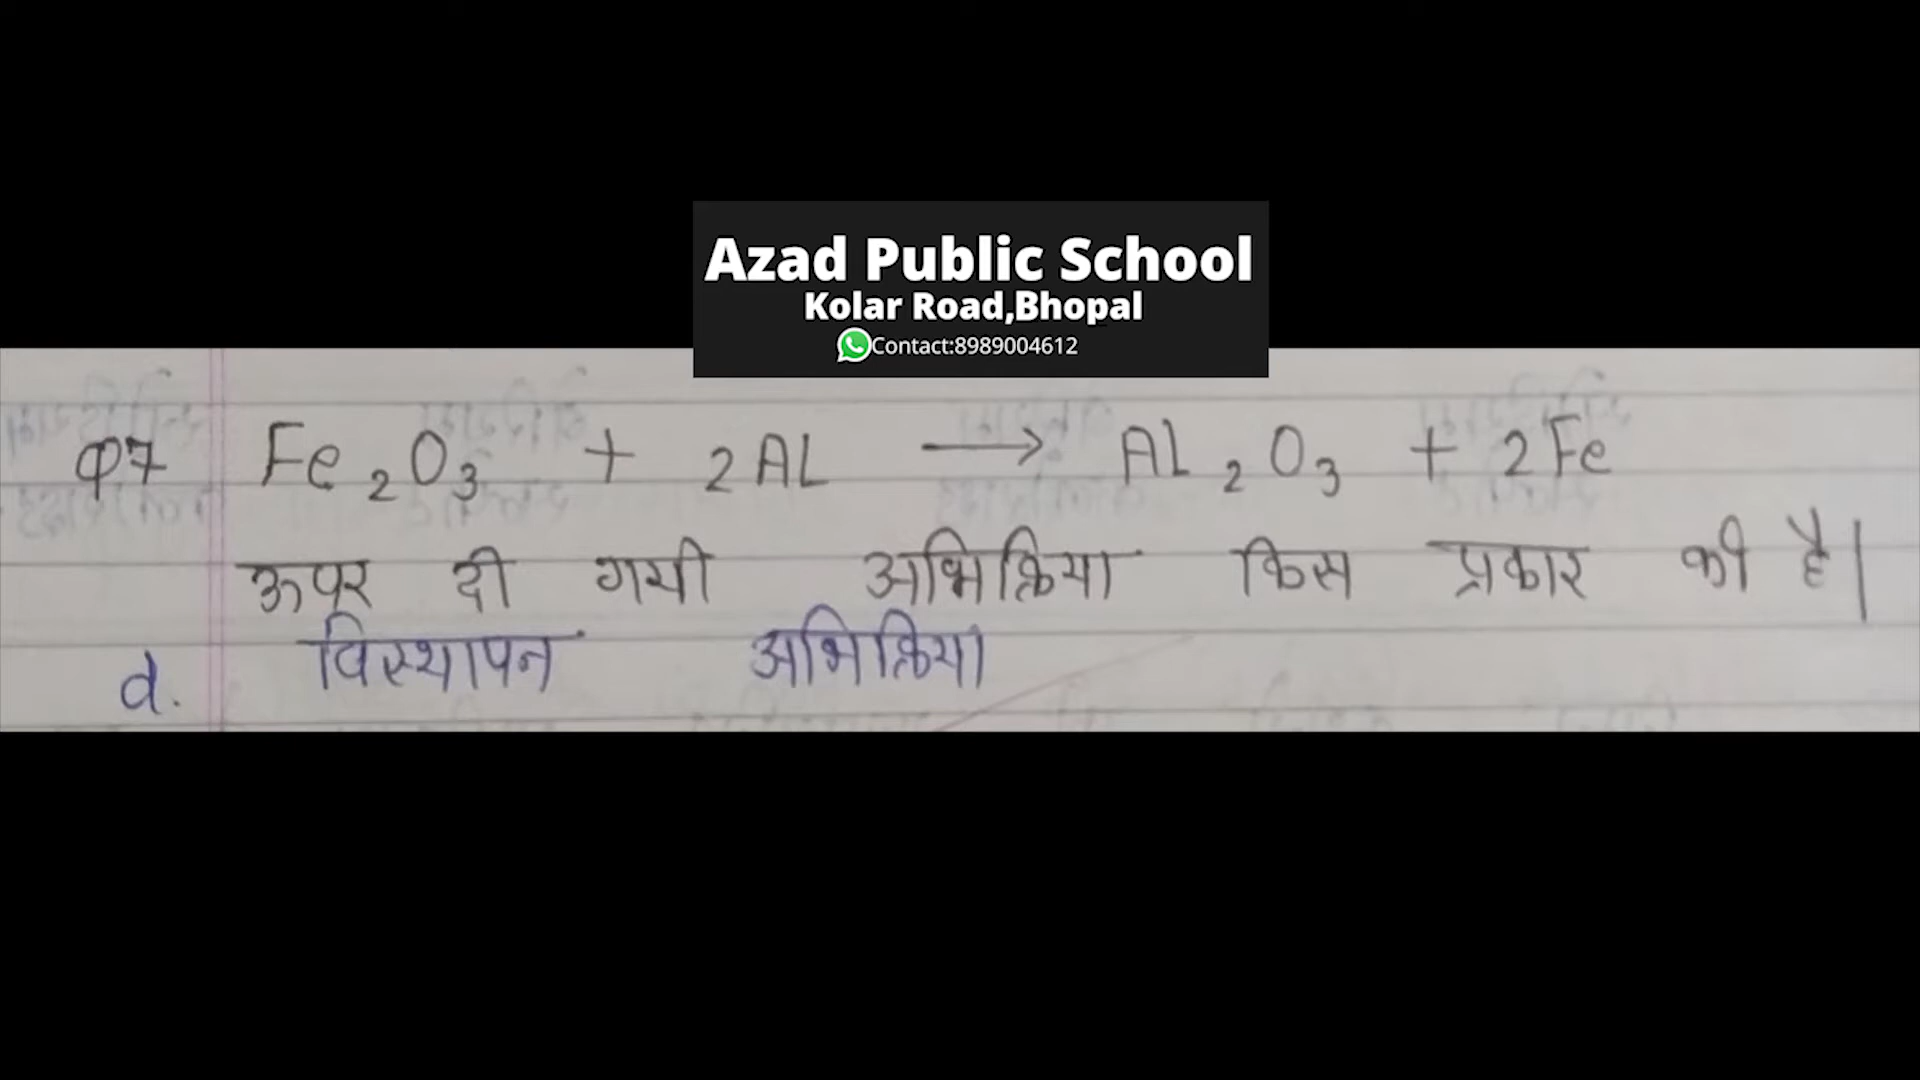 Azad Public School
Kolar Road,Bhopal
Contact:8989004612
Q7 Fe2O3 + 2AL → AL2O3 + 2Fe
ऊपर दी गयी अभिक्रिया किस प्रकार की है|
d. विस्थापन अभिक्रिया